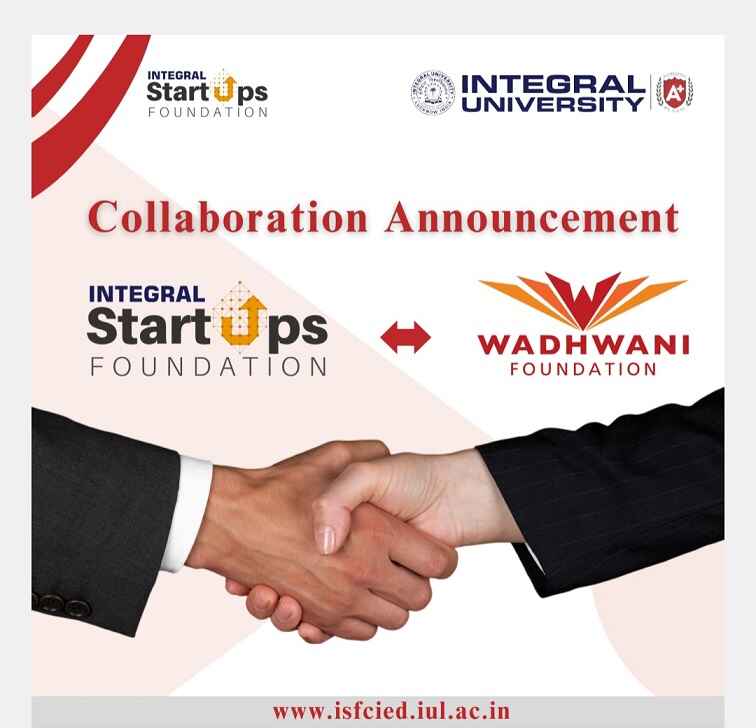 INTEGRAL
StartUps
FOUNDATION
INTEGRAL
UNIVERSITY
A+
Collaboration Announcement
INTEGRAL
StartUps
FOUNDATION
WADHWANI
FOUNDATION
www.isfcied.iul.ac.in